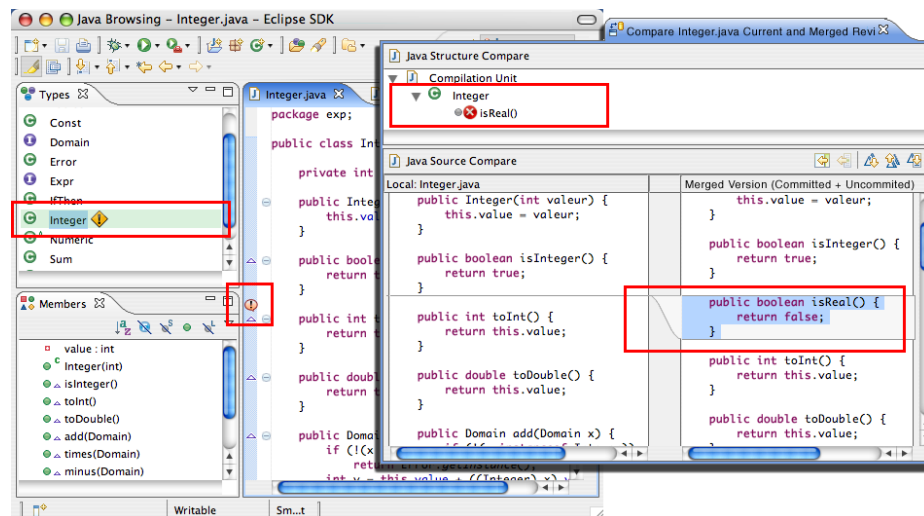 Java Browsing – Integer.java – Eclipse SDK
Types
Const
Domain
Error
Expr
IfThen
Integer
Numeric
Sum
Members
value : int
Integer(int)
isInteger()
toInt()
toDouble()
add(Domain)
times(Domain)
minus(Domain)
Integer.java
package exp;
public class Int
private int
public Integ
this.val
}
public boole
return t
}
public int t
return t
}
public doubl
return t
}
public Domai
if (!(x
retu
Error.getInstance();
int v = this.value + ((Integer) x)
Writable
Sm...t
Compare Integer.java Current and Merged Revi
Java Structure Compare
Compilation Unit
Integer
isReal()
Java Source Compare
Local: Integer.java
public Integer(int valeur) {
this.value = valeur;
}
public boolean isInteger() {
return true;
}
public int toInt() {
return this.value;
}
public double toDouble() {
return this.value;
}
public Domain add(Domain x) {
Merged Version (Committed + Uncommited)
this.value = valeur;
}
public boolean isInteger() {
return true;
}
public boolean isReal() {
return false;
}
public int toInt() {
return this.value;
}
public double toDouble() {
return this.value;